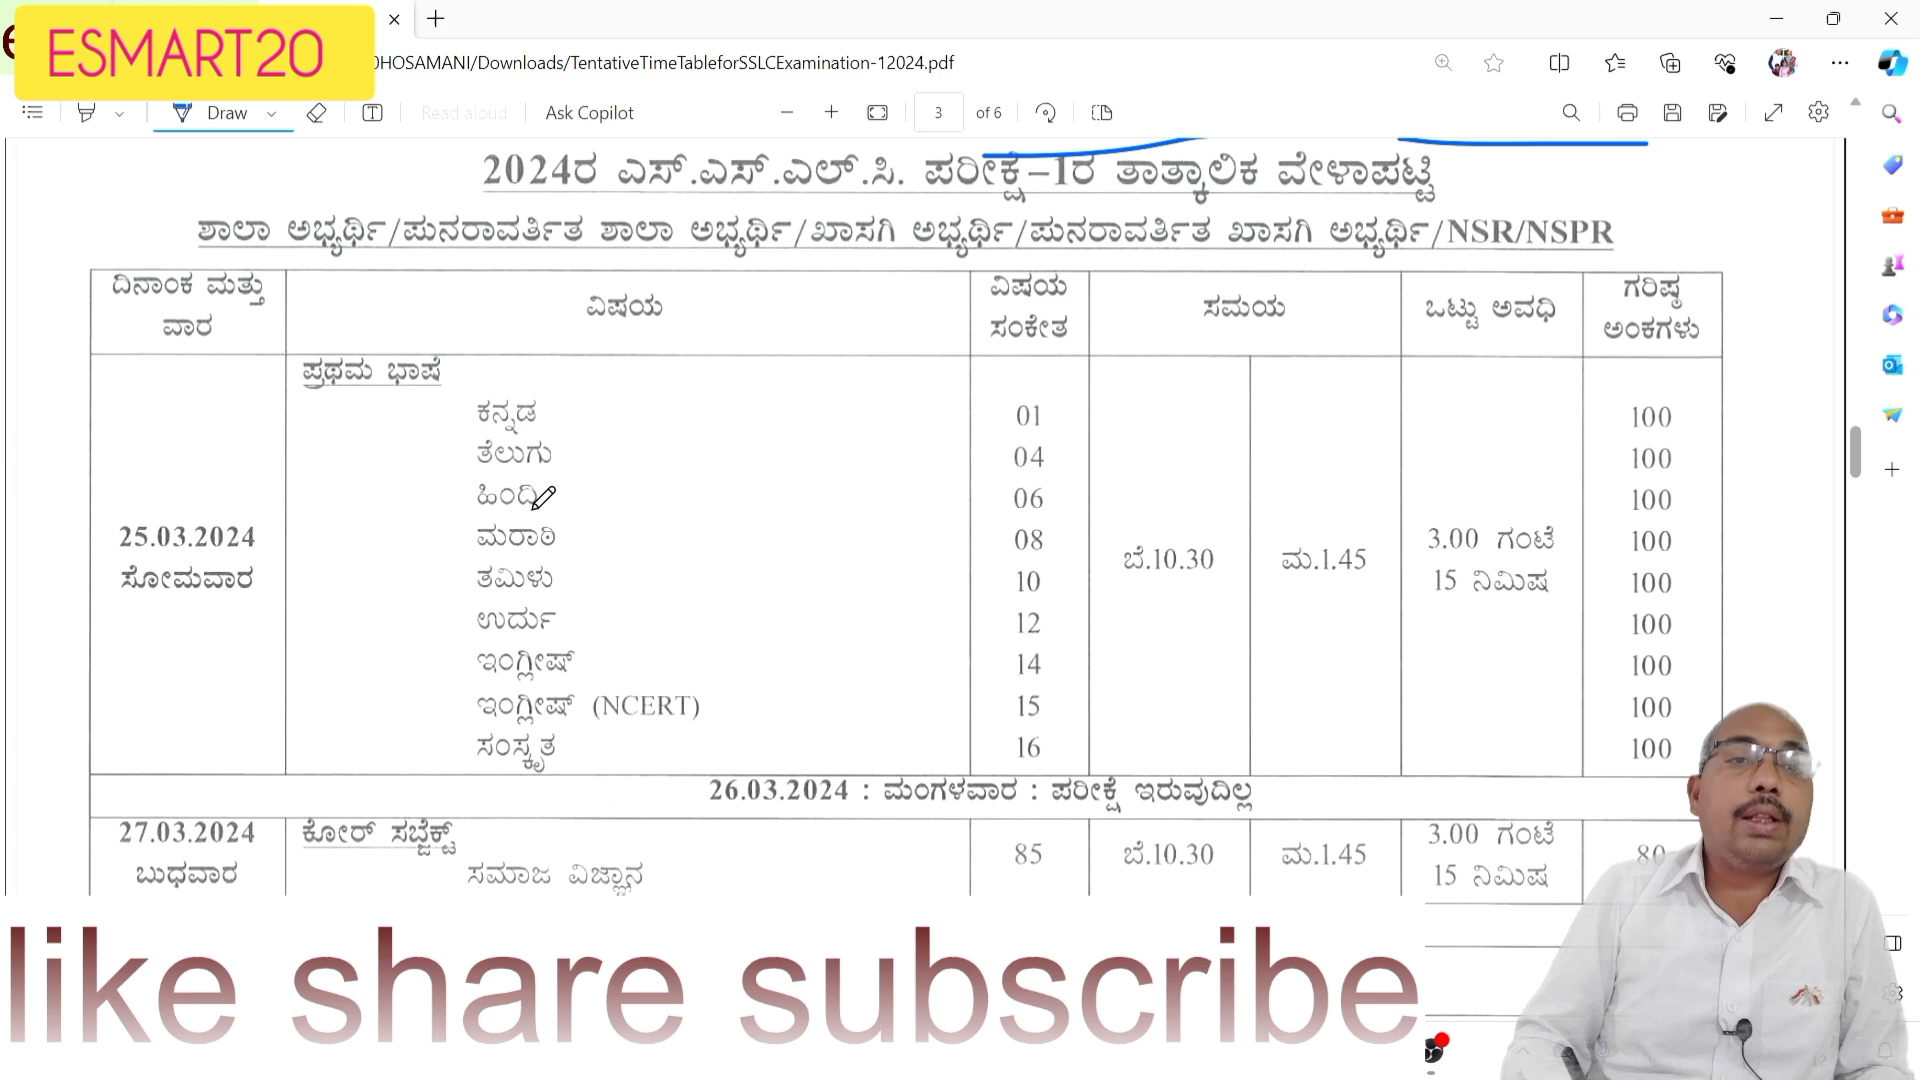 ESMART20
0HOSAMANI/Downloads/TentativeTimeTableforSSLCExamination-12024.pdf
Draw
Read aloud
Ask Copilot
3 of 6
2024ರ ಎಸ್.ಎಸ್.ಎಲ್.ಸಿ. ಪರೀಕ್ಷೆ-1ರ ತಾತ್ಕಾಲಿಕ ವೇಳಾಪಟ್ಟಿ
ಶಾಲಾ ಅಭ್ಯರ್ಥಿ/ಪುನರಾವರ್ತಿತ ಶಾಲಾ ಅಭ್ಯರ್ಥಿ/ಖಾಸಗಿ ಅಭ್ಯರ್ಥಿ/ಪುನರಾವರ್ತಿತ ಖಾಸಗಿ ಅಭ್ಯರ್ಥಿ/NSR/NSPR
ದಿನಾಂಕ ಮತ್ತು ವಾರ
ವಿಷಯ
ವಿಷಯ ಸಂಕೇತ
ಸಮಯ
ಒಟ್ಟು ಅವಧಿ
ಗರಿಷ್ಠ ಅಂಕಗಳು
25.03.2024
ಸೋಮವಾರ
ಪ್ರಥಮ ಭಾಷೆ
ಕನ್ನಡ 01 100
ತೆಲುಗು 04 100
ಹಿಂದಿ 06 100
ಮರಾಠಿ 08 100
ತಮಿಳು 10 100
ಉರ್ದು 12 100
ಇಂಗ್ಲೀಷ್ 14 100
ಇಂಗ್ಲೀಷ್ (NCERT) 15 100
ಸಂಸ್ಕೃತ 16 100
ಬೆ.10.30
ಮ.1.45
3.00 ಗಂಟೆ
15 ನಿಮಿಷ
26.03.2024 : ಮಂಗಳವಾರ : ಪರೀಕ್ಷೆ ಇರುವುದಿಲ್ಲ
27.03.2024
ಬುಧವಾರ
ಕೋರ್ ಸಬ್ಜೆಕ್ಟ್
ಸಮಾಜ ವಿಜ್ಞಾನ
85
ಬೆ.10.30
ಮ.1.45
3.00 ಗಂಟೆ
15 ನಿಮಿಷ
80
like share subscribe